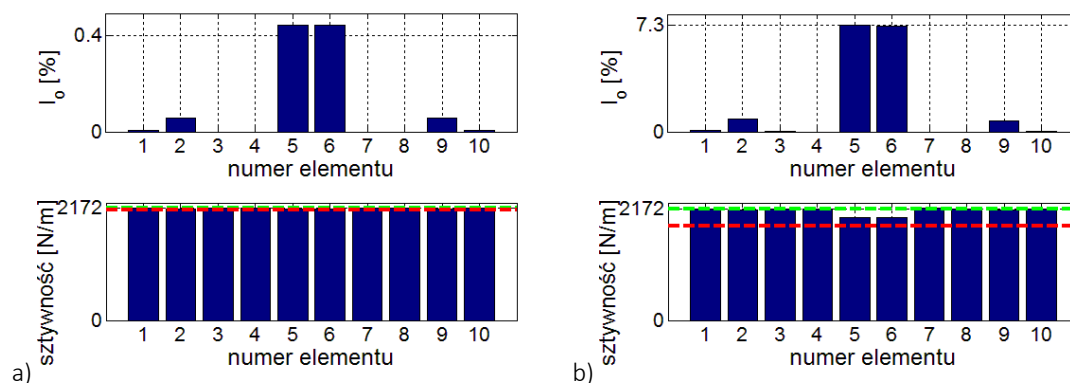 0.4
0
I₀ [%]
1 2 3 4 5 6 7 8 9 10
numer elementu
2172
0
sztywność [N/m]
1 2 3 4 5 6 7 8 9 10
numer elementu
a)
7.3
0
I₀ [%]
1 2 3 4 5 6 7 8 9 10
numer elementu
2172
0
sztywność [N/m]
1 2 3 4 5 6 7 8 9 10
numer elementu
b)